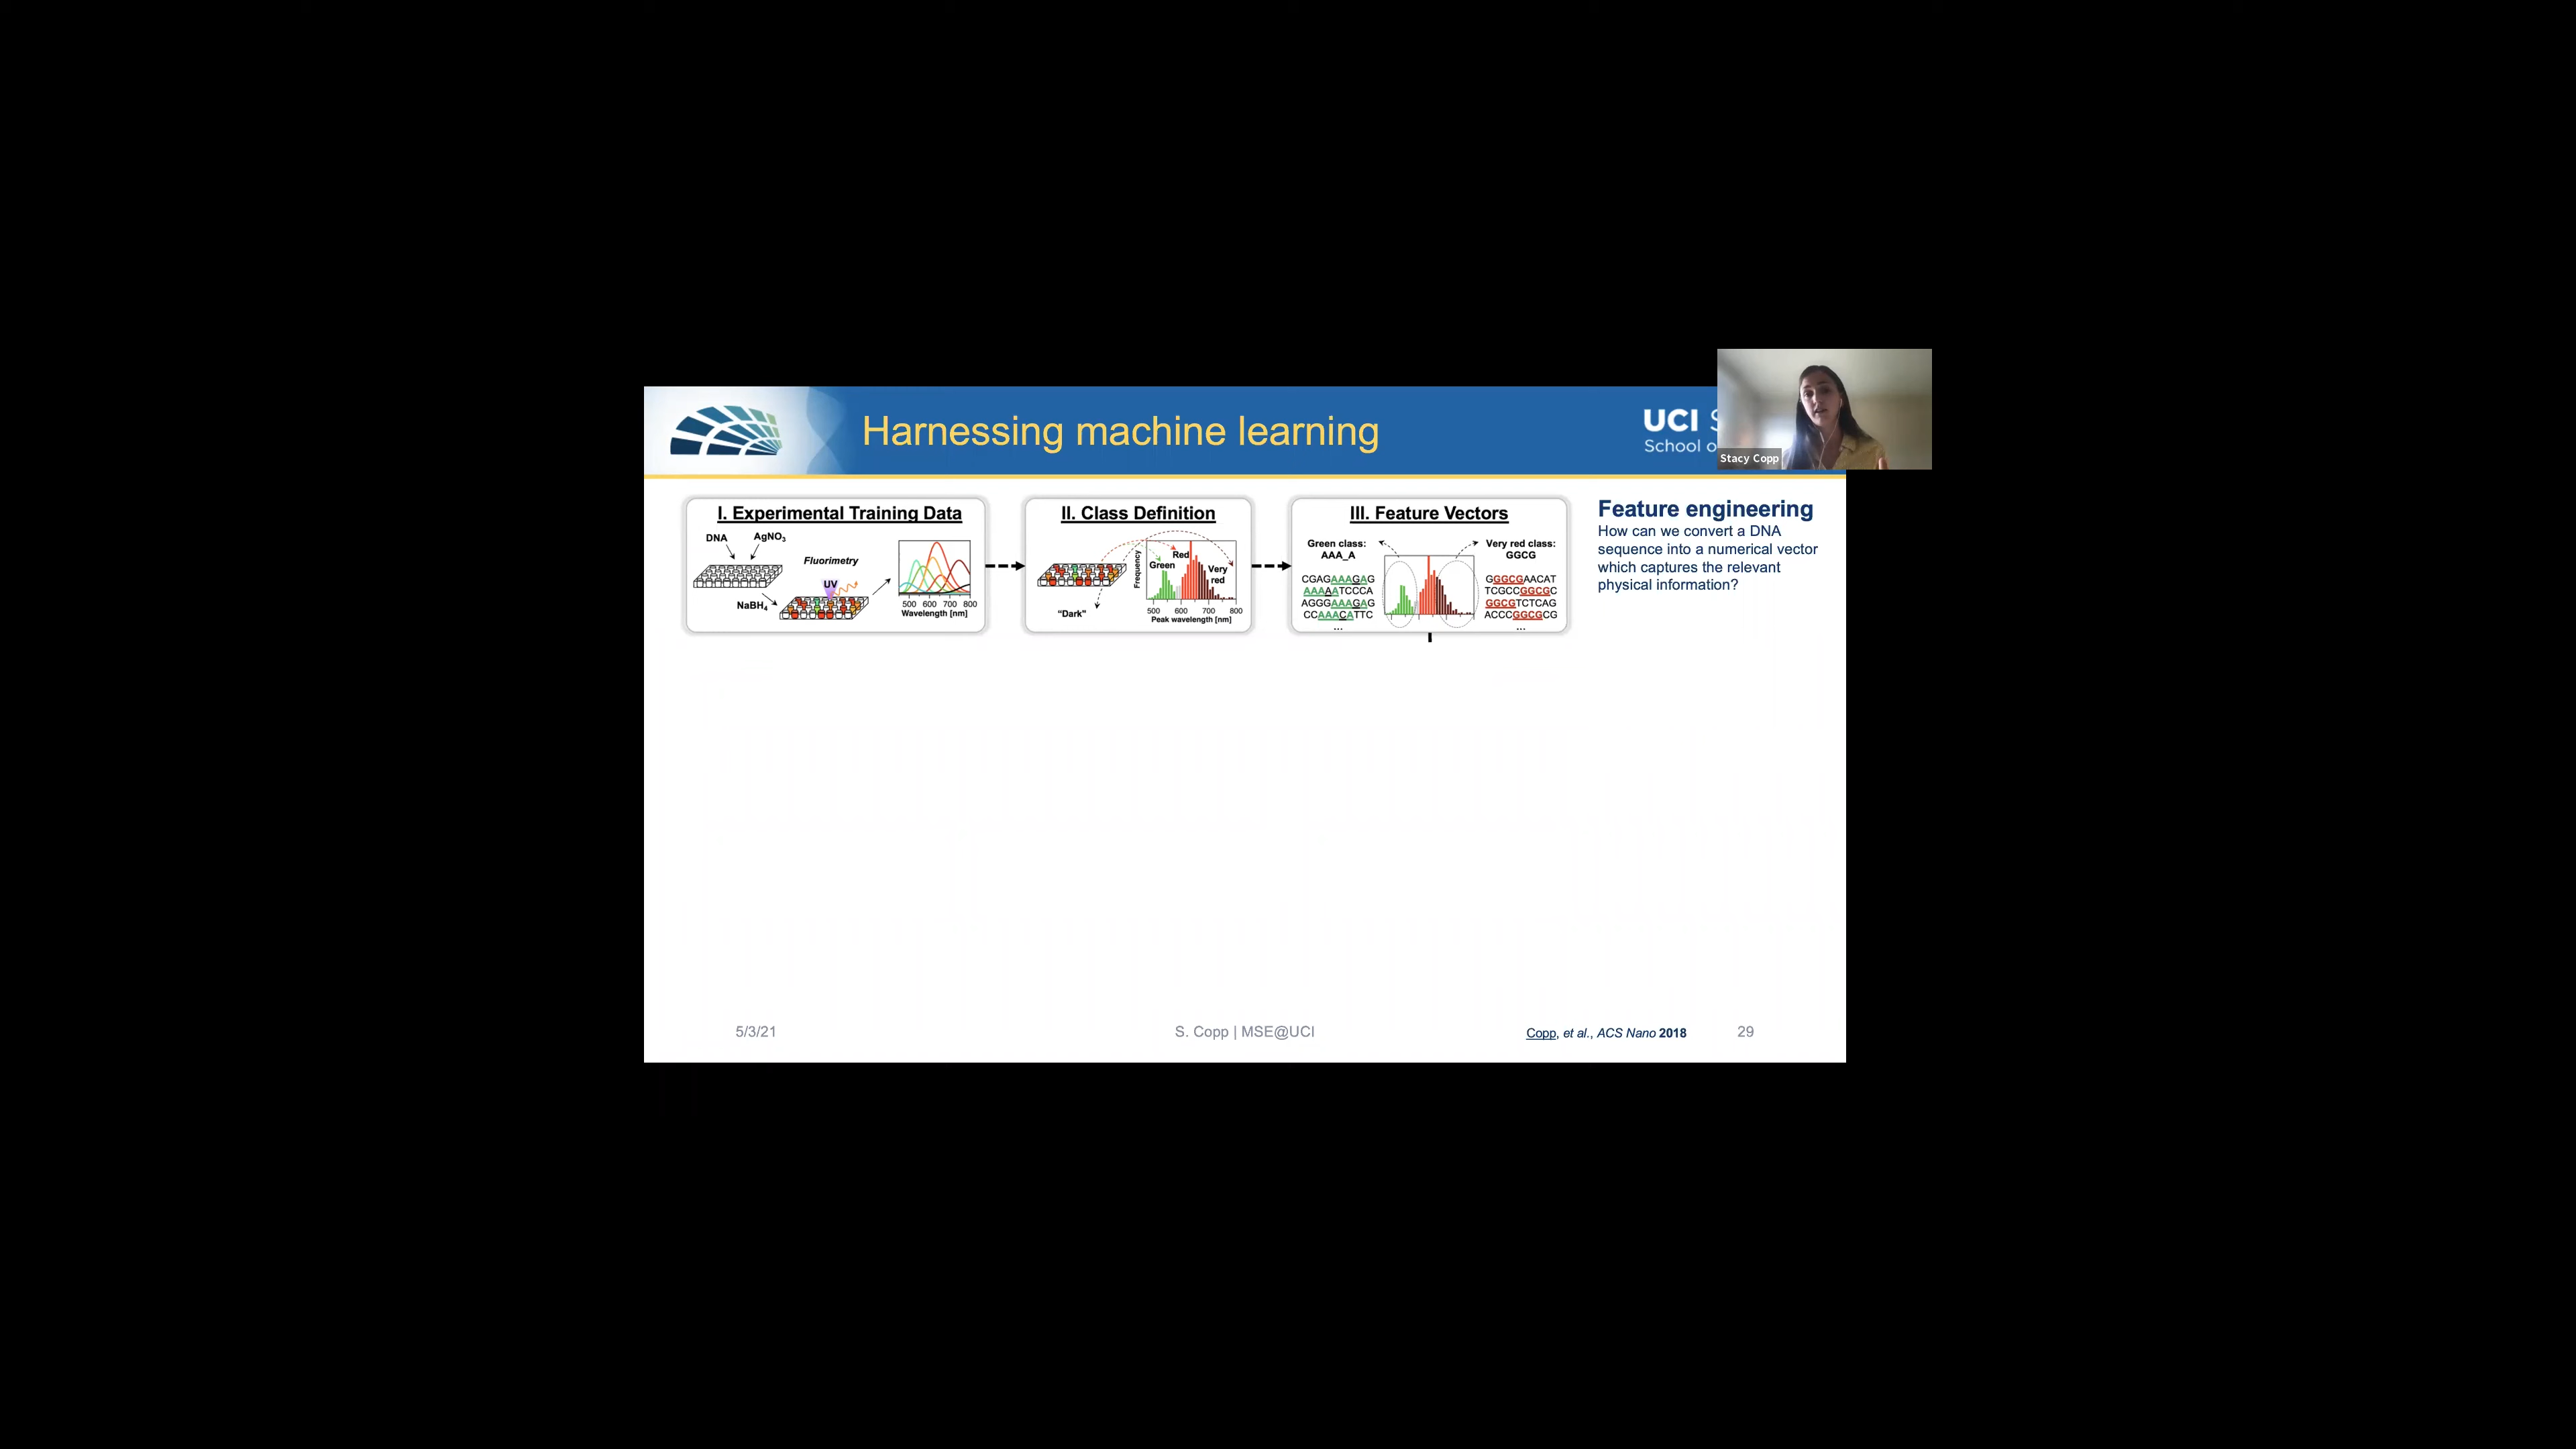 Harnessing machine learning
UCI
School o
Stacy Copp
I. Experimental Training Data
DNA
AgNO3
Fluorimetry
UV
NaBH4
500 600 700 800
Wavelength [nm]
II. Class Definition
Frequency
Red
Green
Very
red
"Dark"
500 600 700 800
Peak wavelength [nm]
III. Feature Vectors
Green class:
AAA_A
CGAGAAAGAG
AAAAATCCCA
AGGGAAAGAG
CCAAACATTC
...
Very red class:
GGCG
GGGCGAACAT
TCGCCGGCGC
GGCGTCTCAG
ACCCGGCGCG
...
Feature engineering
How can we convert a DNA
sequence into a numerical vector
which captures the relevant
physical information?
5/3/21
S. Copp | MSE@UCI
Copp, et al., ACS Nano 2018
29